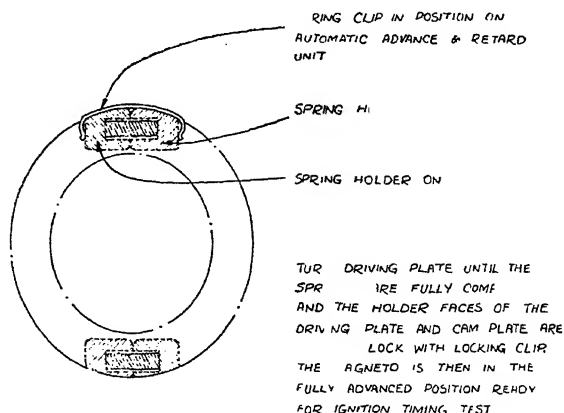 RING CLIP IN POSITION ON
AUTOMATIC ADVANCE & RETARD
UNIT
SPRING
SPRING HOLDER ON
DRIVING PLATE UNTIL THE
FULLY
AND THE HOLDER FACES OF THE
PLATE AND CAM PLATE ARE
LOCK WITH LOCKING CLIP.
THE IS THEN IN THE
FULLY ADVANCED POSITION READY
FOR IGNITION TIMING TEST